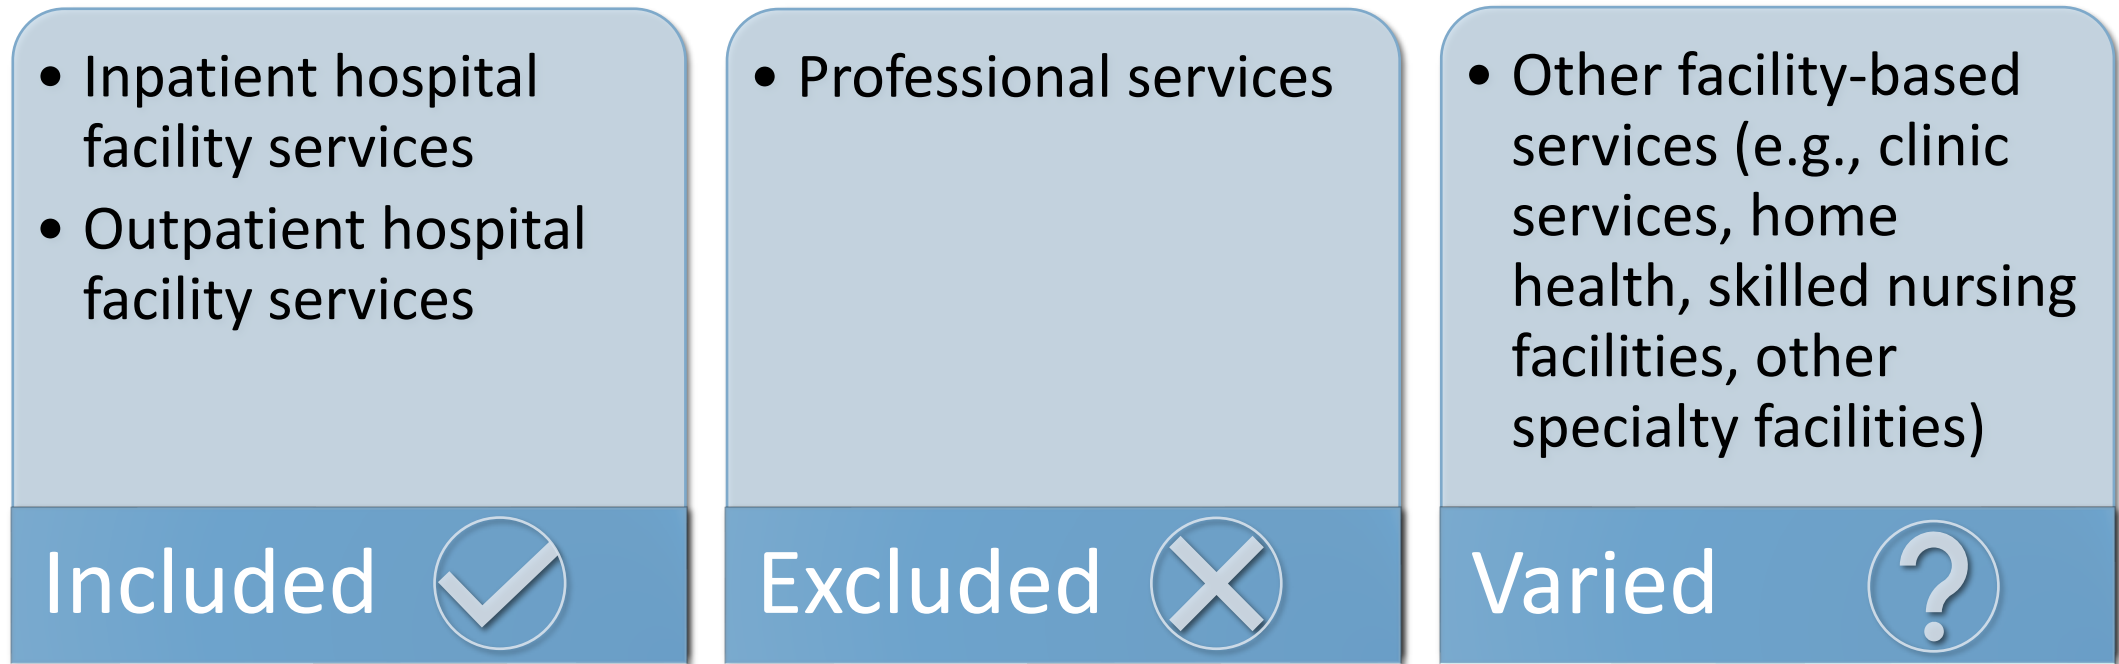 • Inpatient hospital
facility services
• Outpatient hospital
facility services
Included
• Professional services
Excluded
• Other facility-based
services (e.g., clinic
services, home
health, skilled nursing
facilities, other
specialty facilities)
Varied
?